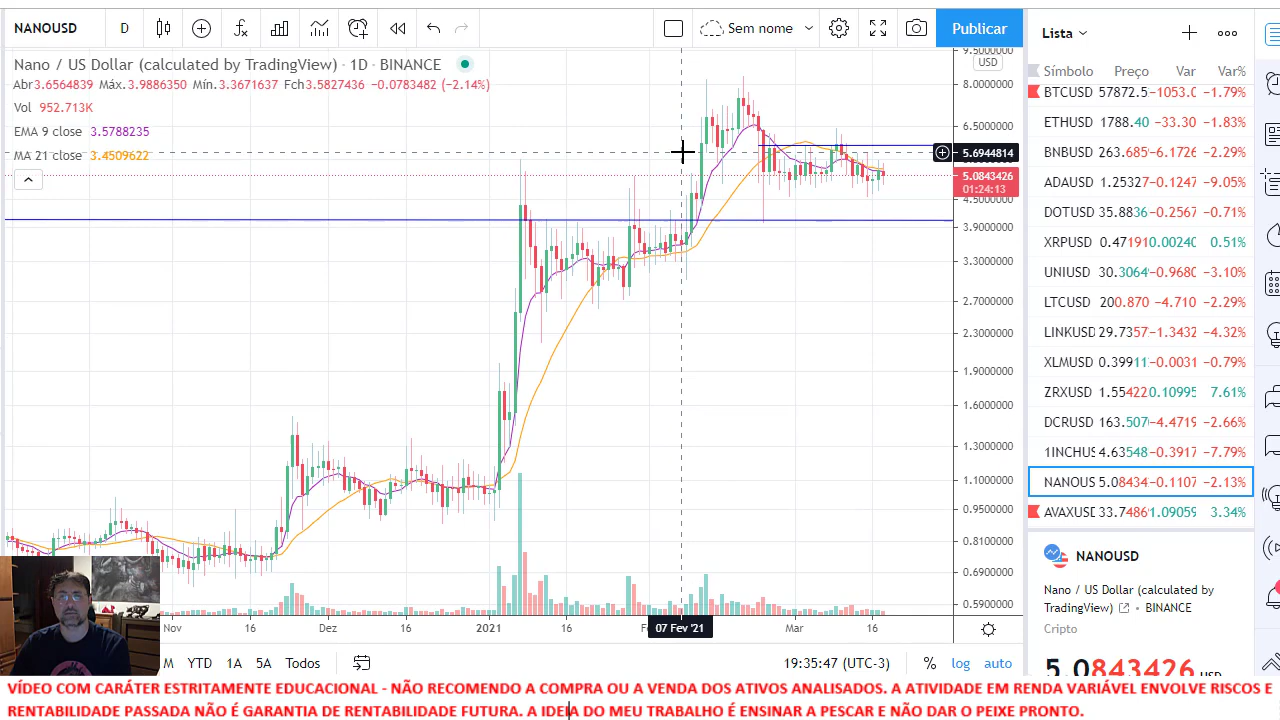 NANOUSD D Sem nome Publicar
Nano / US Dollar (calculated by TradingView) · 1D · BINANCE
Abr3.6564839 Máx.3.9886350 Mín.3.3671637 Fch3.5827436 −0.0783482 (−2.14%)
Vol 952.713K
EMA 9 close 3.5788235
MA 21 close 3.4509622
9.5000000
USD
8.0000000
6.5000000
5.6944814
5.0843426
01:24:13
4.5000000
3.9000000
3.3000000
2.7000000
2.3000000
1.9000000
1.6000000
1.3000000
1.1000000
0.9500000
0.8100000
0.6900000
0.5900000
Nov 16 Dez 16 2021 16 07 Fev '21 Mar 16
M YTD 1A 5A Todos 19:35:47 (UTC-3) % log auto
Lista
Símbolo Preço Var Var%
BTCUSD 57872.5 −1053.0 −1.79%
ETHUSD 1788.40 −33.30 −1.83%
BNBUSD 263.685 −6.1726 −2.29%
ADAUSD 1.25327 −0.1247 −9.05%
DOTUSD 35.8836 −0.2567 −0.71%
XRPUSD 0.47191 0.00240 0.51%
UNIUSD 30.3064 −0.9680 −3.10%
LTCUSD 200.870 −4.710 −2.29%
LINKUSD 29.7357 −1.3432 −4.32%
XLMUSD 0.39911 −0.0031 −0.79%
ZRXUSD 1.55422 0.10995 7.61%
DCRUSD 163.507 −4.4719 −2.66%
1INCHUS 4.63548 −0.3917 −7.79%
NANOUS 5.08434 −0.1107 −2.13%
AVAXUSD 33.7486 1.09059 3.34%
NANOUSD
Nano / US Dollar (calculated by
TradingView) · BINANCE
Cripto
5.0843426 USD
VÍDEO COM CARÁTER ESTRITAMENTE EDUCACIONAL - NÃO RECOMENDO A COMPRA OU A VENDA DOS ATIVOS ANALISADOS. A ATIVIDADE EM RENDA VARIÁVEL ENVOLVE RISCOS E
RENTABILIDADE PASSADA NÃO É GARANTIA DE RENTABILIDADE FUTURA. A IDEIA DO MEU TRABALHO É ENSINAR A PESCAR E NÃO DAR O PEIXE PRONTO.